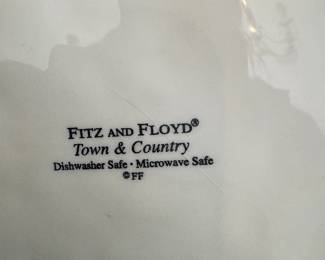 FITZ AND FLOYD®
Town & Country
Dishwasher Safe • Microwave Safe
©FF